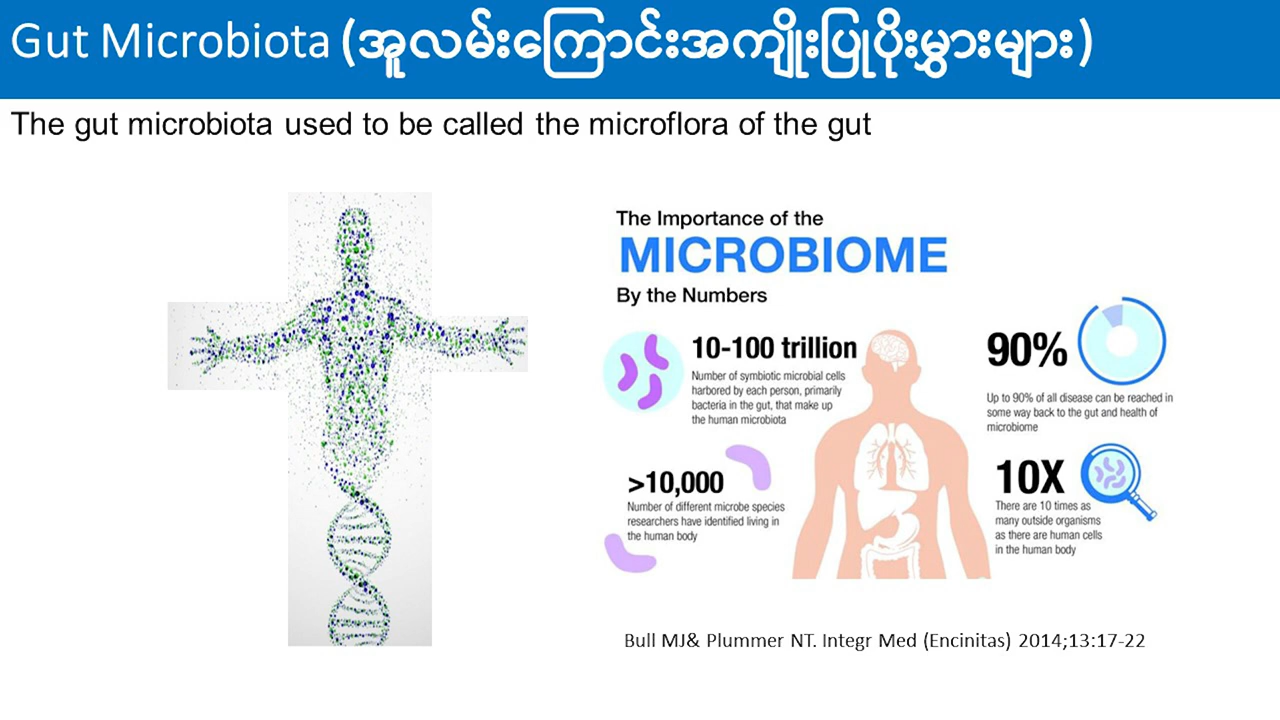 Gut Microbiota (အူလမ်းကြောင်းအကျိုးပြုပိုးမွှားများ)
The gut microbiota used to be called the microflora of the gut
The Importance of the
MICROBIOME
By the Numbers
10-100 trillion
Number of symbiotic microbial cells
harbored by each person, primarily
bacteria in the gut, that make up
the human microbiota
90%
Up to 90% of all disease can be reached in
some way back to the gut and health of
microbiome
>10,000
Number of different microbe species
researchers have identified living in
the human body
10X
There are 10 times as
many outside organisms
as there are human cells
in the human body
Bull MJ& Plummer NT. Integr Med (Encinitas) 2014;13:17-22